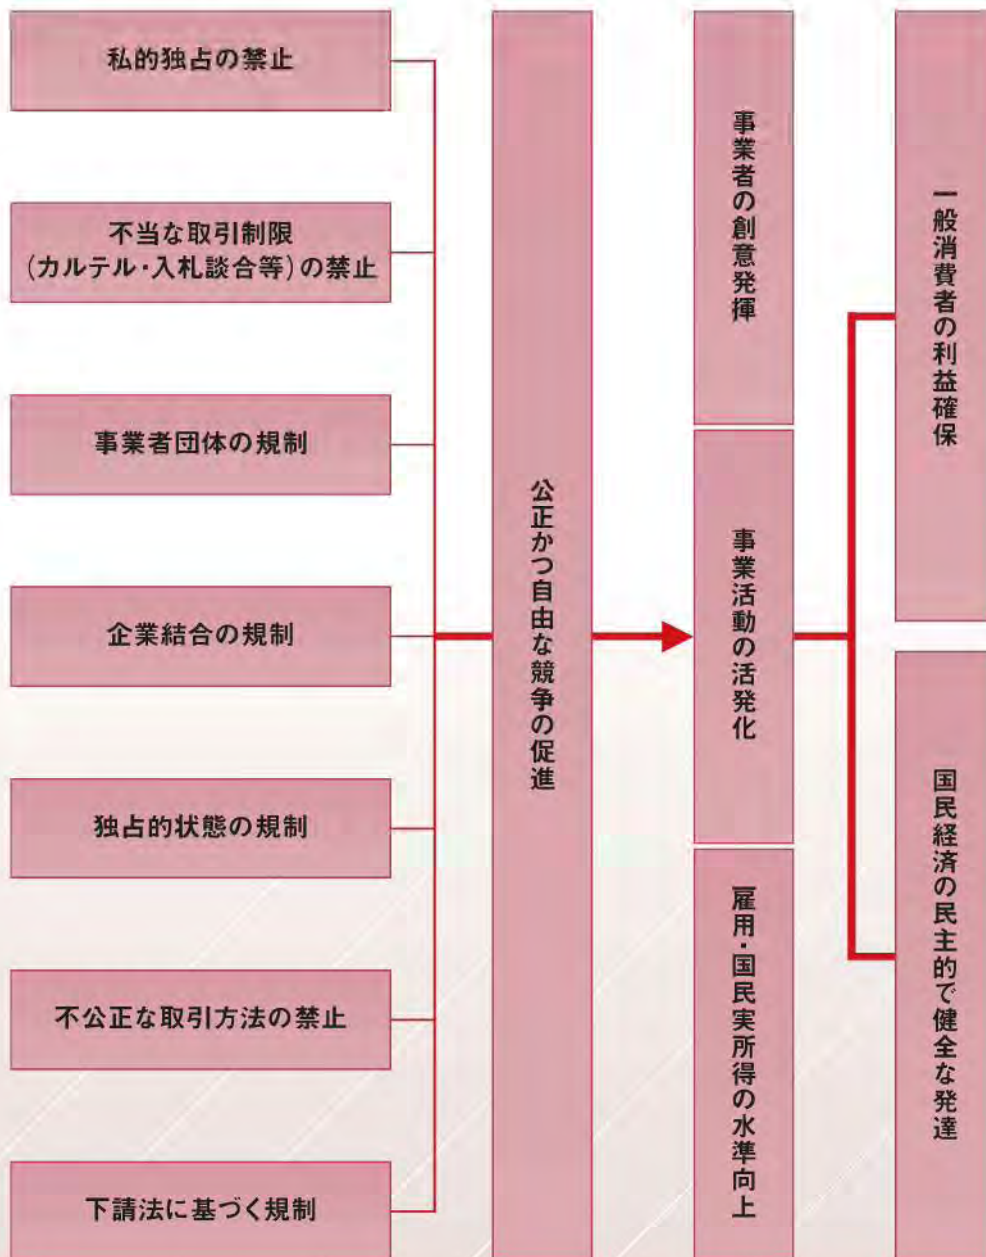 私的独占の禁止
不当な取引制限
(カルテル・入札談合等)の禁止
事業者団体の規制
企業結合の規制
独占的状態の規制
不公正な取引方法の禁止
下請法に基づく規制
公正かつ自由な競争の促進
事業者の創意発揮
事業活動の活発化
雇用・国民実所得の水準向上
一般消費者の利益確保
国民経済の民主的で健全な発達